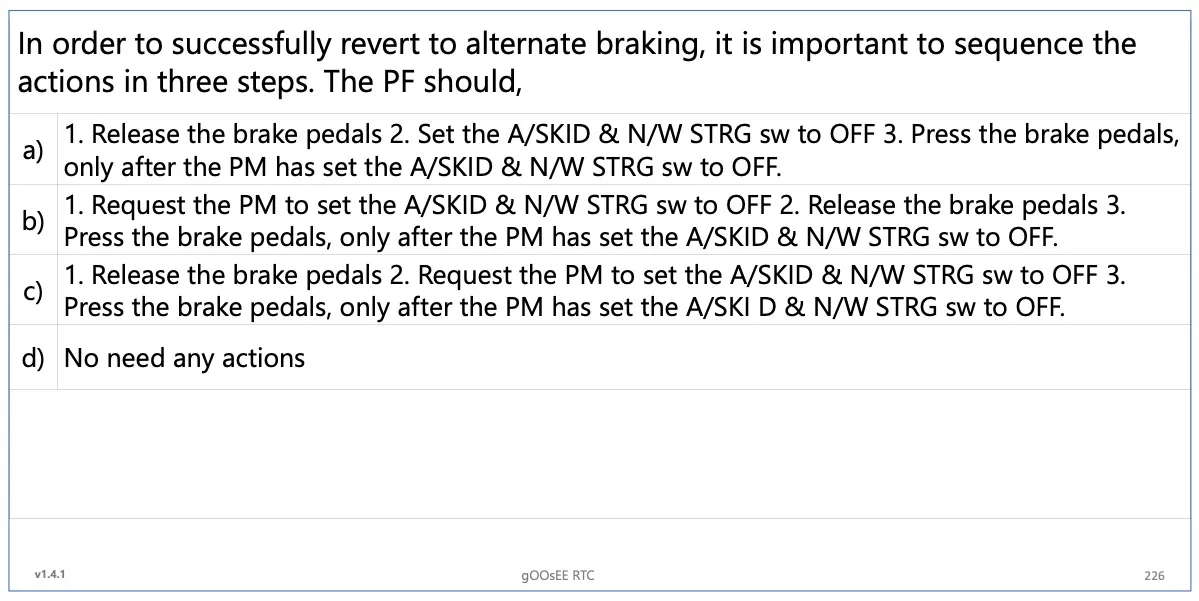 In order to successfully revert to alternate braking, it is important to sequence the
actions in three steps. The PF should,
a)
1. Release the brake pedals 2. Set the A/SKID & N/W STRG sw to OFF 3. Press the brake pedals,
only after the PM has set the A/SKID & N/W STRG sw to OFF.
b)
1. Request the PM to set the A/SKID & N/W STRG sw to OFF 2. Release the brake pedals 3.
Press the brake pedals, only after the PM has set the A/SKID & N/W STRG sw to OFF.
c)
1. Release the brake pedals 2. Request the PM to set the A/SKID & N/W STRG sw to OFF 3.
Press the brake pedals, only after the PM has set the A/SKI D & N/W STRG sw to OFF.
d)
No need any actions
v1.4.1
gOOsEE RTC
226